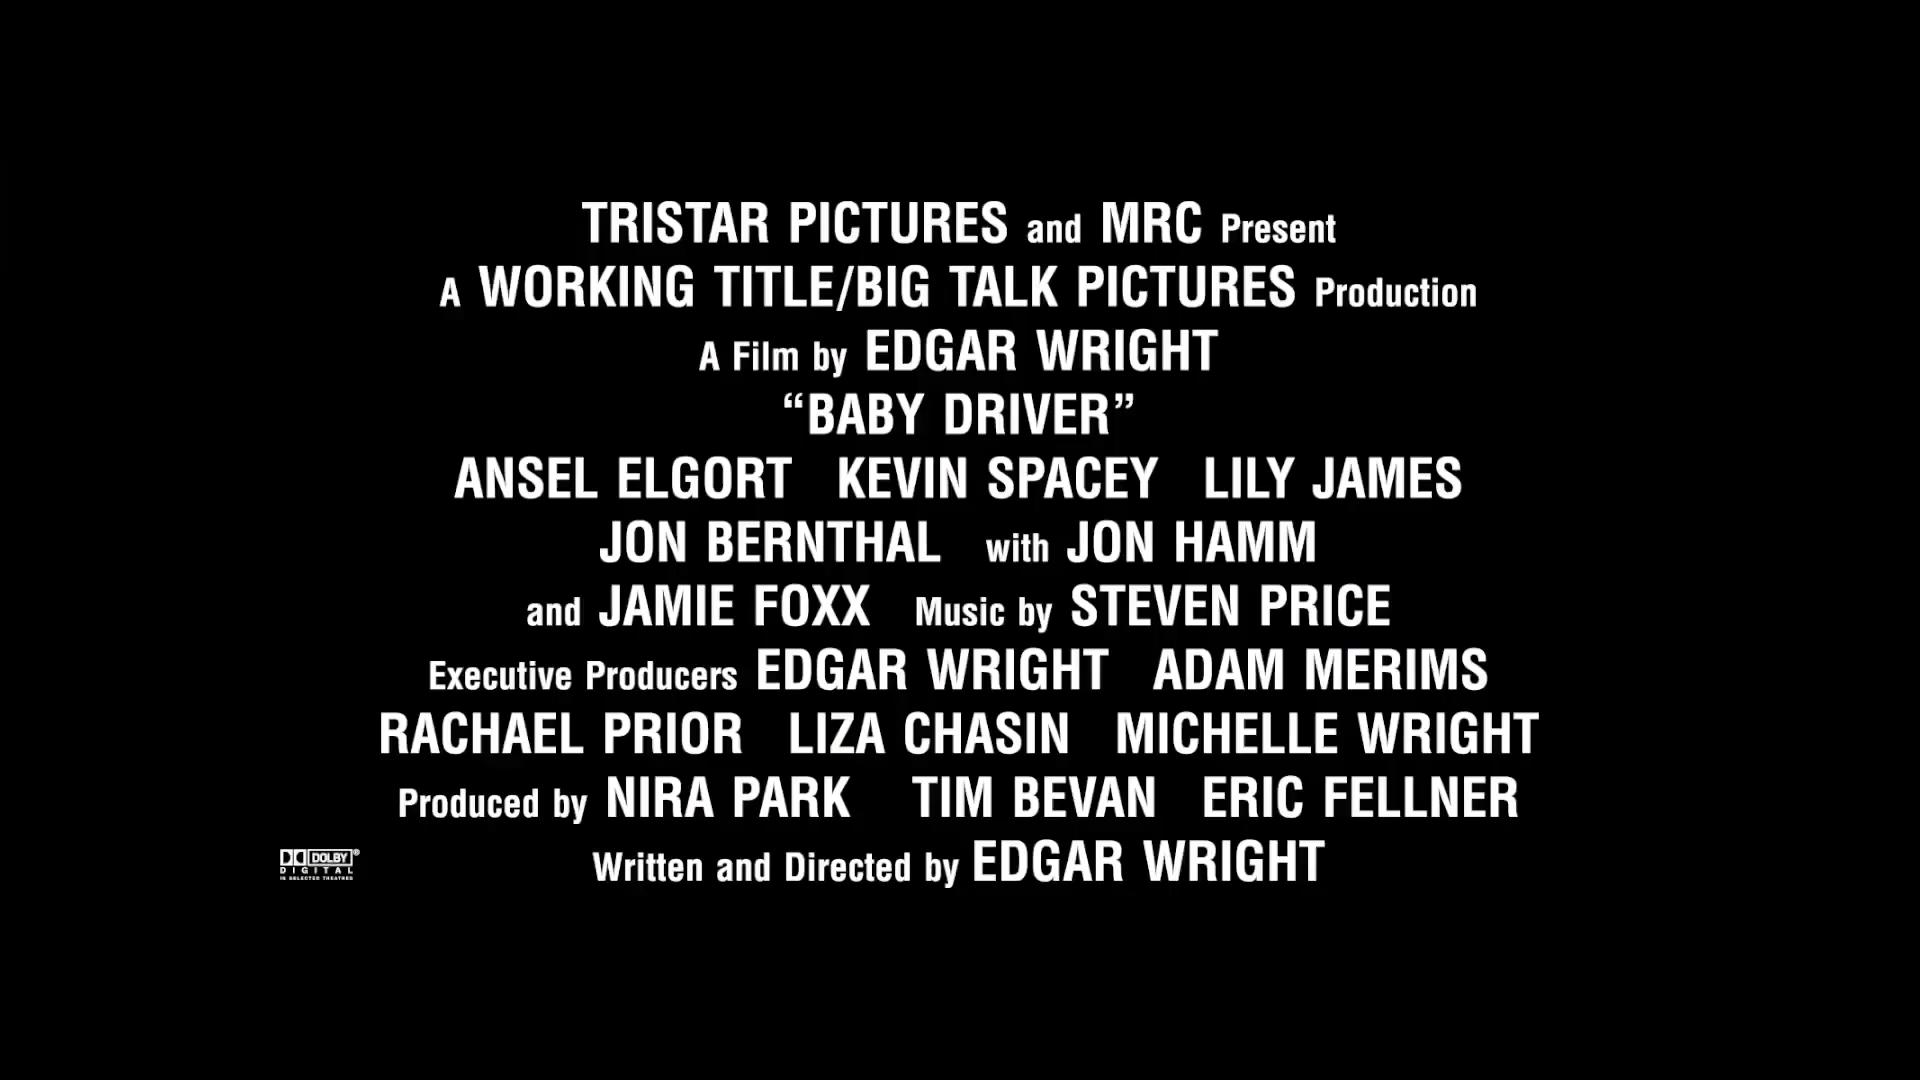 TRISTAR PICTURES and MRC Present
A WORKING TITLE/BIG TALK PICTURES Production
A Film by EDGAR WRIGHT
“BABY DRIVER”
ANSEL ELGORT KEVIN SPACEY LILY JAMES
JON BERNTHAL with JON HAMM
and JAMIE FOXX Music by STEVEN PRICE
Executive Producers EDGAR WRIGHT ADAM MERIMS
RACHAEL PRIOR LIZA CHASIN MICHELLE WRIGHT
Produced by NIRA PARK TIM BEVAN ERIC FELLNER
Written and Directed by EDGAR WRIGHT
DOLBY®
DIGITAL
IN SELECTED THEATRES